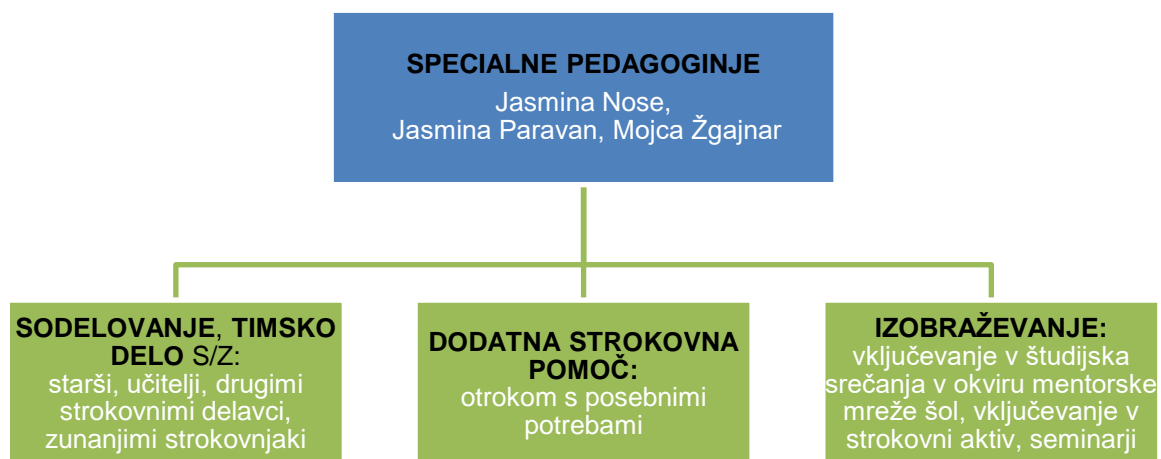 SPECIALNE PEDAGOGINJE
Jasmina Nose,
Jasmina Paravan, Mojca Žgajnar
SODELOVANJE, TIMSKO
DELO S/Z:
starši, učitelji, drugimi
strokovnimi delavci,
zunanjimi strokovnjaki
DODATNA STROKOVNA
POMOČ:
otrokom s posebnimi
potrebami
IZOBRAŽEVANJE:
vključevanje v študijska
srečanja v okviru mentorske
mreže šol, vključevanje v
strokovni aktiv, seminarji